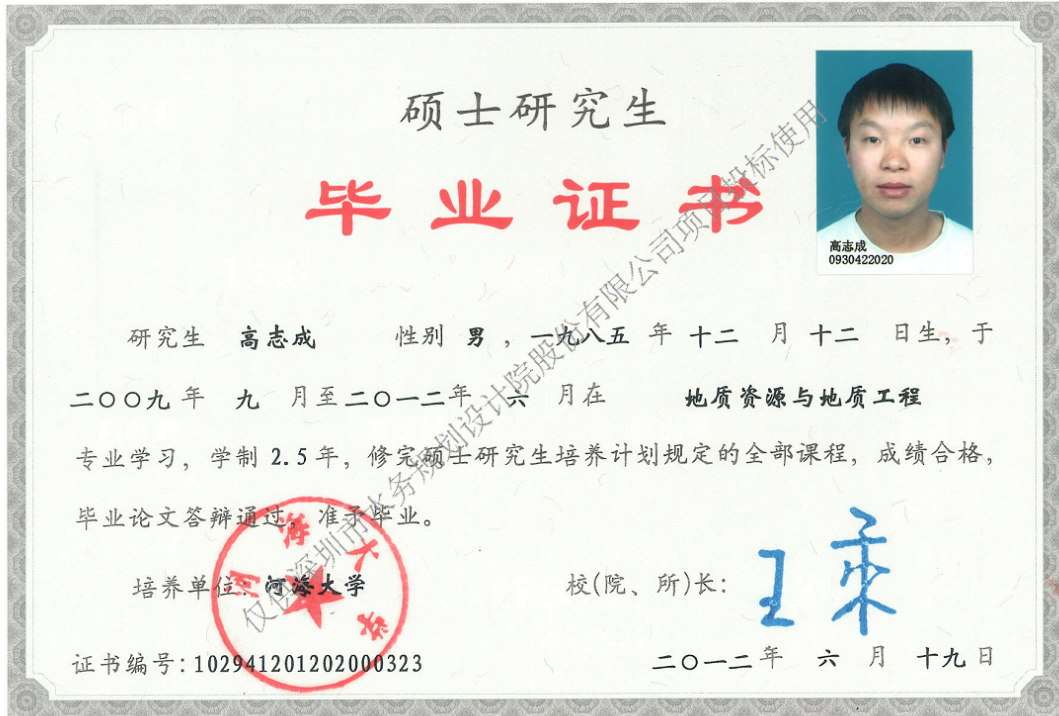 硕士研究生
毕业证书
高志成
0930422020
研究生 高志成 性别 男，一九八五 年 十二 月 十二 日生，于
二〇〇九 年 九 月至 二〇一二 年 六 月在 地质资源与地质工程
专业学习，学制 2.5 年，修完硕士研究生培养计划规定的全部课程，成绩合格，
毕业论文答辩通过，准予毕业。
培养单位：河海大学
校(院、所)长：
王乘
证书编号：102941201202000323
二〇一二 年 六 月 十九 日
河海大学
仅供深圳市水务规划设计院股份有限公司项目投标使用